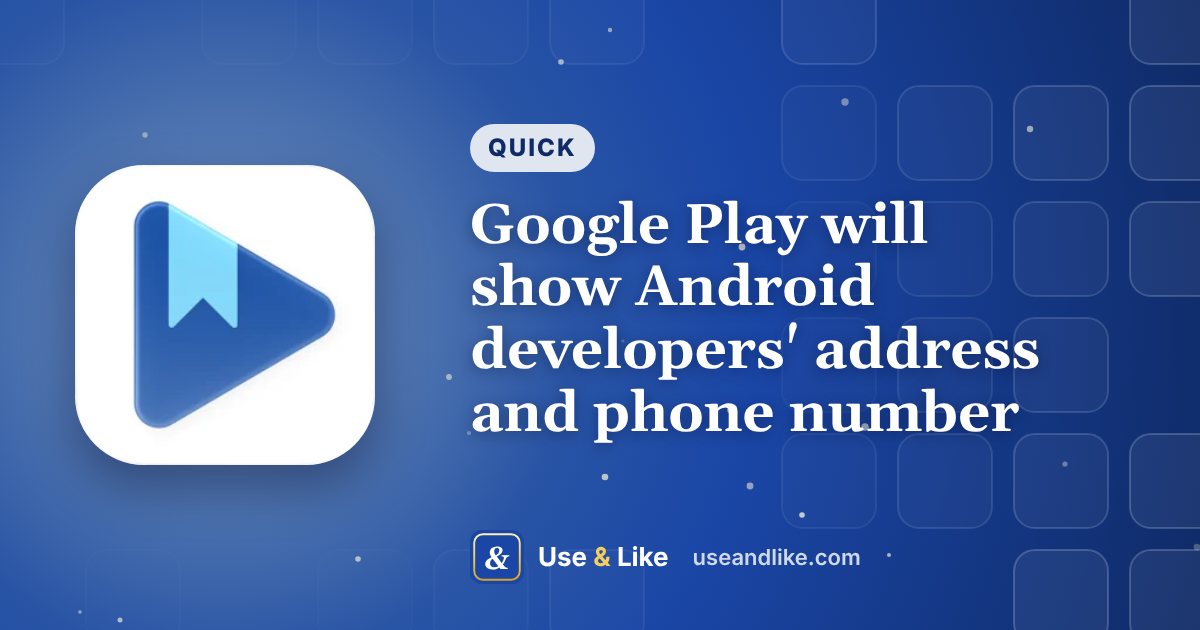 QUICK
Google Play will
show Android
developers' address
and phone number
& Use & Like useandlike.com